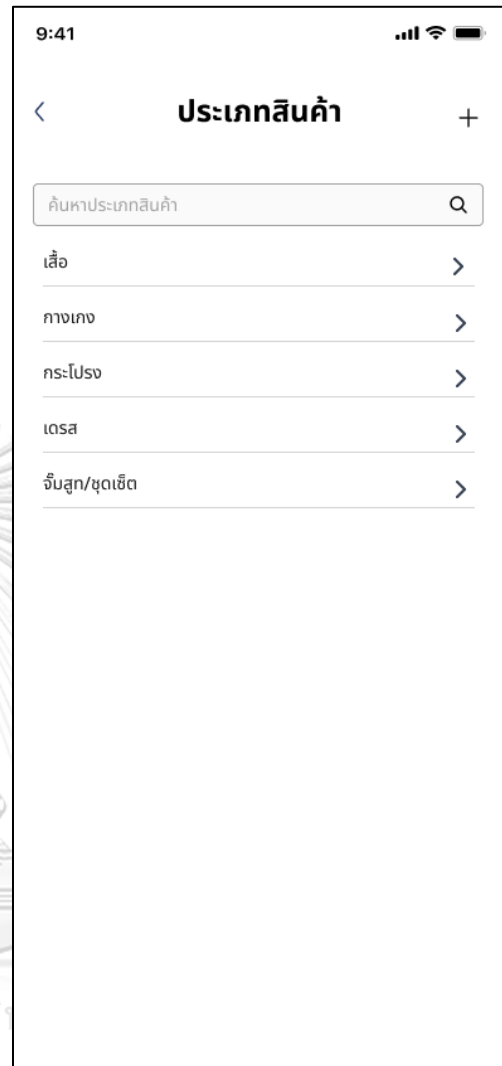 9:41
ประเภทสินค้า
ค้นหาประเภทสินค้า
เสื้อ
กางเกง
กระโปรง
เดรส
จั๊มสูท/ชุดเซ็ต